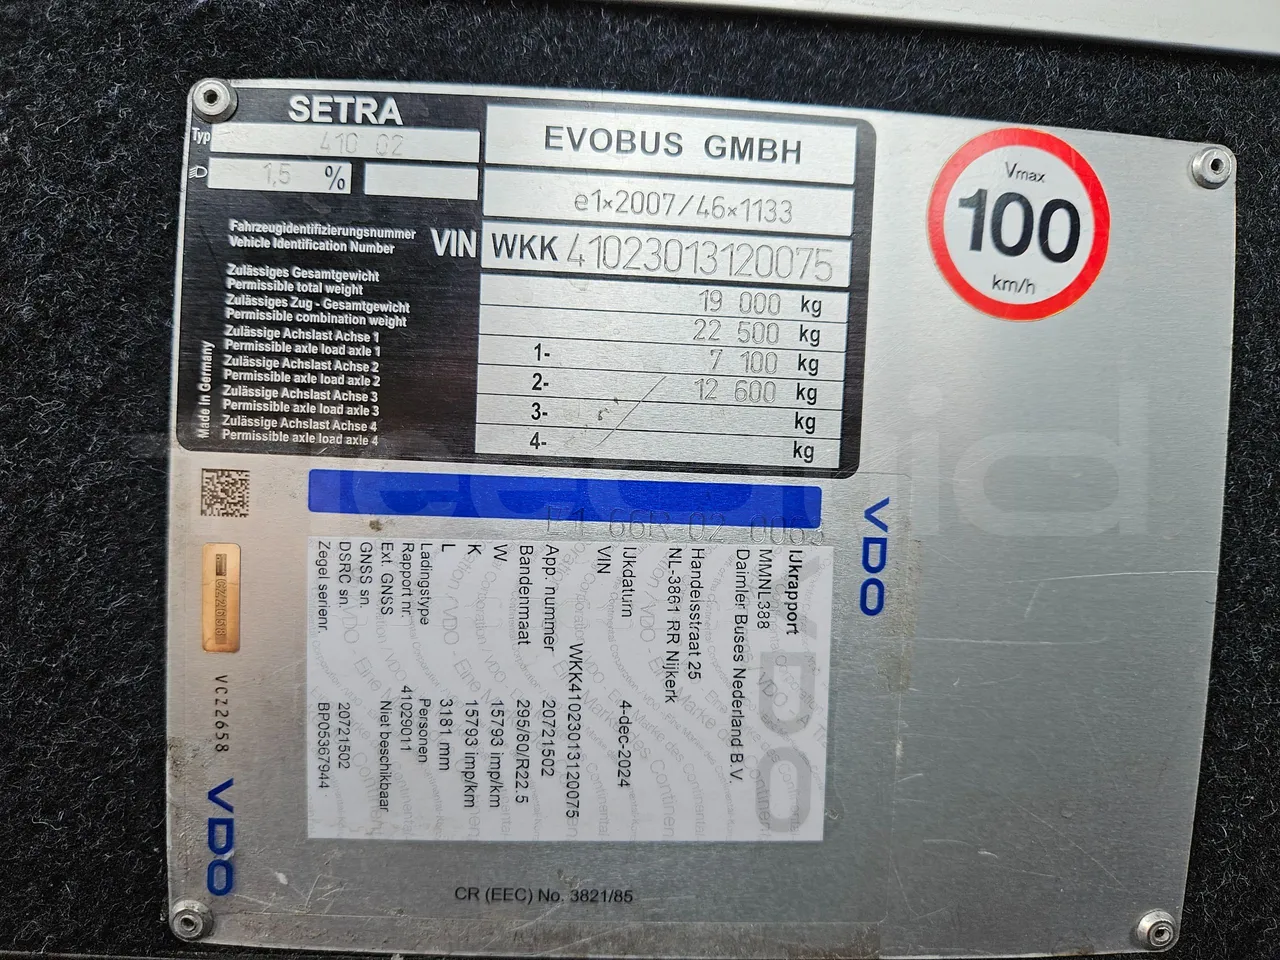 SETRA
Typ 410 02
1,5 %
EVOBUS GMBH
e1×2007/46×1133
Fahrzeugidentifizierungsnummer
Vehicle Identification Number
VIN WKK 41023013120075
Zulässiges Gesamtgewicht
Permissible total weight
19 000 kg
Zulässiges Zug - Gesamtgewicht
Permissible combination weight
22 500 kg
Zulässige Achslast Achse 1
Permissible axle load axle 1
1- 7 100 kg
Zulässige Achslast Achse 2
Permissible axle load axle 2
2- 12 600 kg
Zulässige Achslast Achse 3
Permissible axle load axle 3
3- kg
Zulässige Achslast Achse 4
Permissible axle load axle 4
4- kg
Made in Germany
Vmax
100
km/h
E1 66R-02 0063
VDO
IJkrapport
MMNL388
Daimler Buses Nederland B.V.
Handelsstraat 25
NL-3861 RR Nijkerk
IJkdatum 4-dec-2024
VIN WKK41023013120075
App. nummer 20721502
Bandenmaat 295/80/R22.5
W 15793 imp/km
K 15793 imp/km
L 3181 mm
Ladingstype Personen
Rapport nr. 41029011
Ext. GNSS Niet beschikbaar
GNSS sn.
DSRC sn. 20721502
Zegel serienr. BP05367944
VCZ2658
VDO
CR (EEC) No. 3821/85